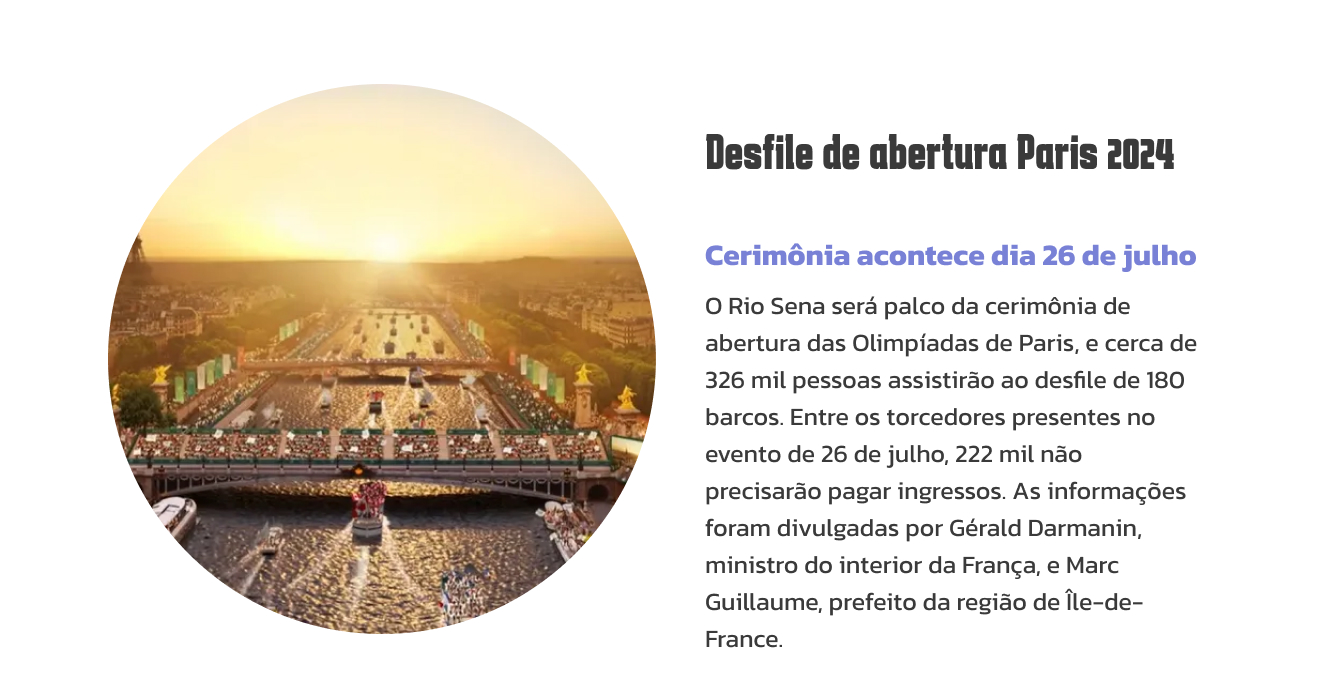 Desfile de abertura Paris 2024
Cerimônia acontece dia 26 de julho
O Rio Sena será palco da cerimônia de
abertura das Olimpíadas de Paris, e cerca de
326 mil pessoas assistirão ao desfile de 180
barcos. Entre os torcedores presentes no
evento de 26 de julho, 222 mil não
precisarão pagar ingressos. As informações
foram divulgadas por Gérald Darmanin,
ministro do interior da França, e Marc
Guillaume, prefeito da região de Île-de-
France.